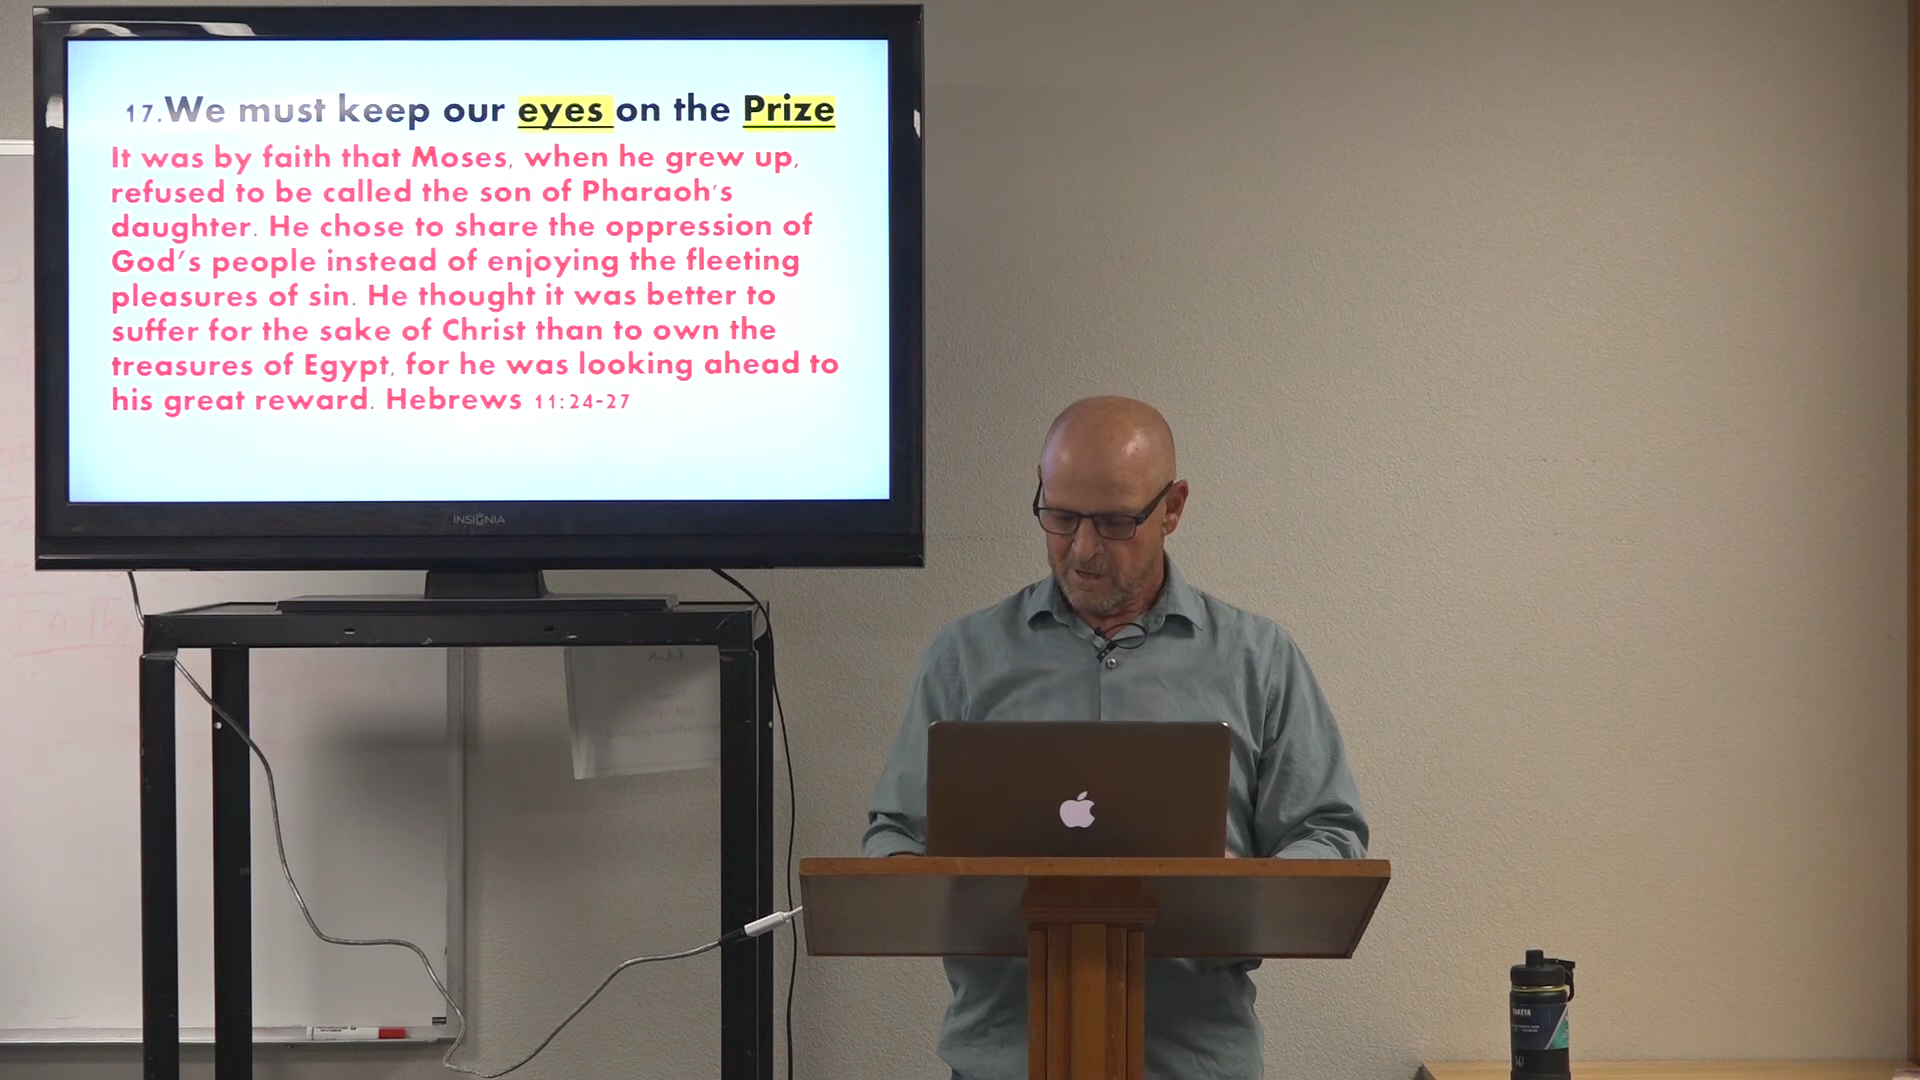 17.We must keep our eyes on the Prize
It was by faith that Moses, when he grew up,
refused to be called the son of Pharaoh's
daughter. He chose to share the oppression of
God's people instead of enjoying the fleeting
pleasures of sin. He thought it was better to
suffer for the sake of Christ than to own the
treasures of Egypt, for he was looking ahead to
his great reward. Hebrews 11:24-27
INSIGNIA
TAKEYA